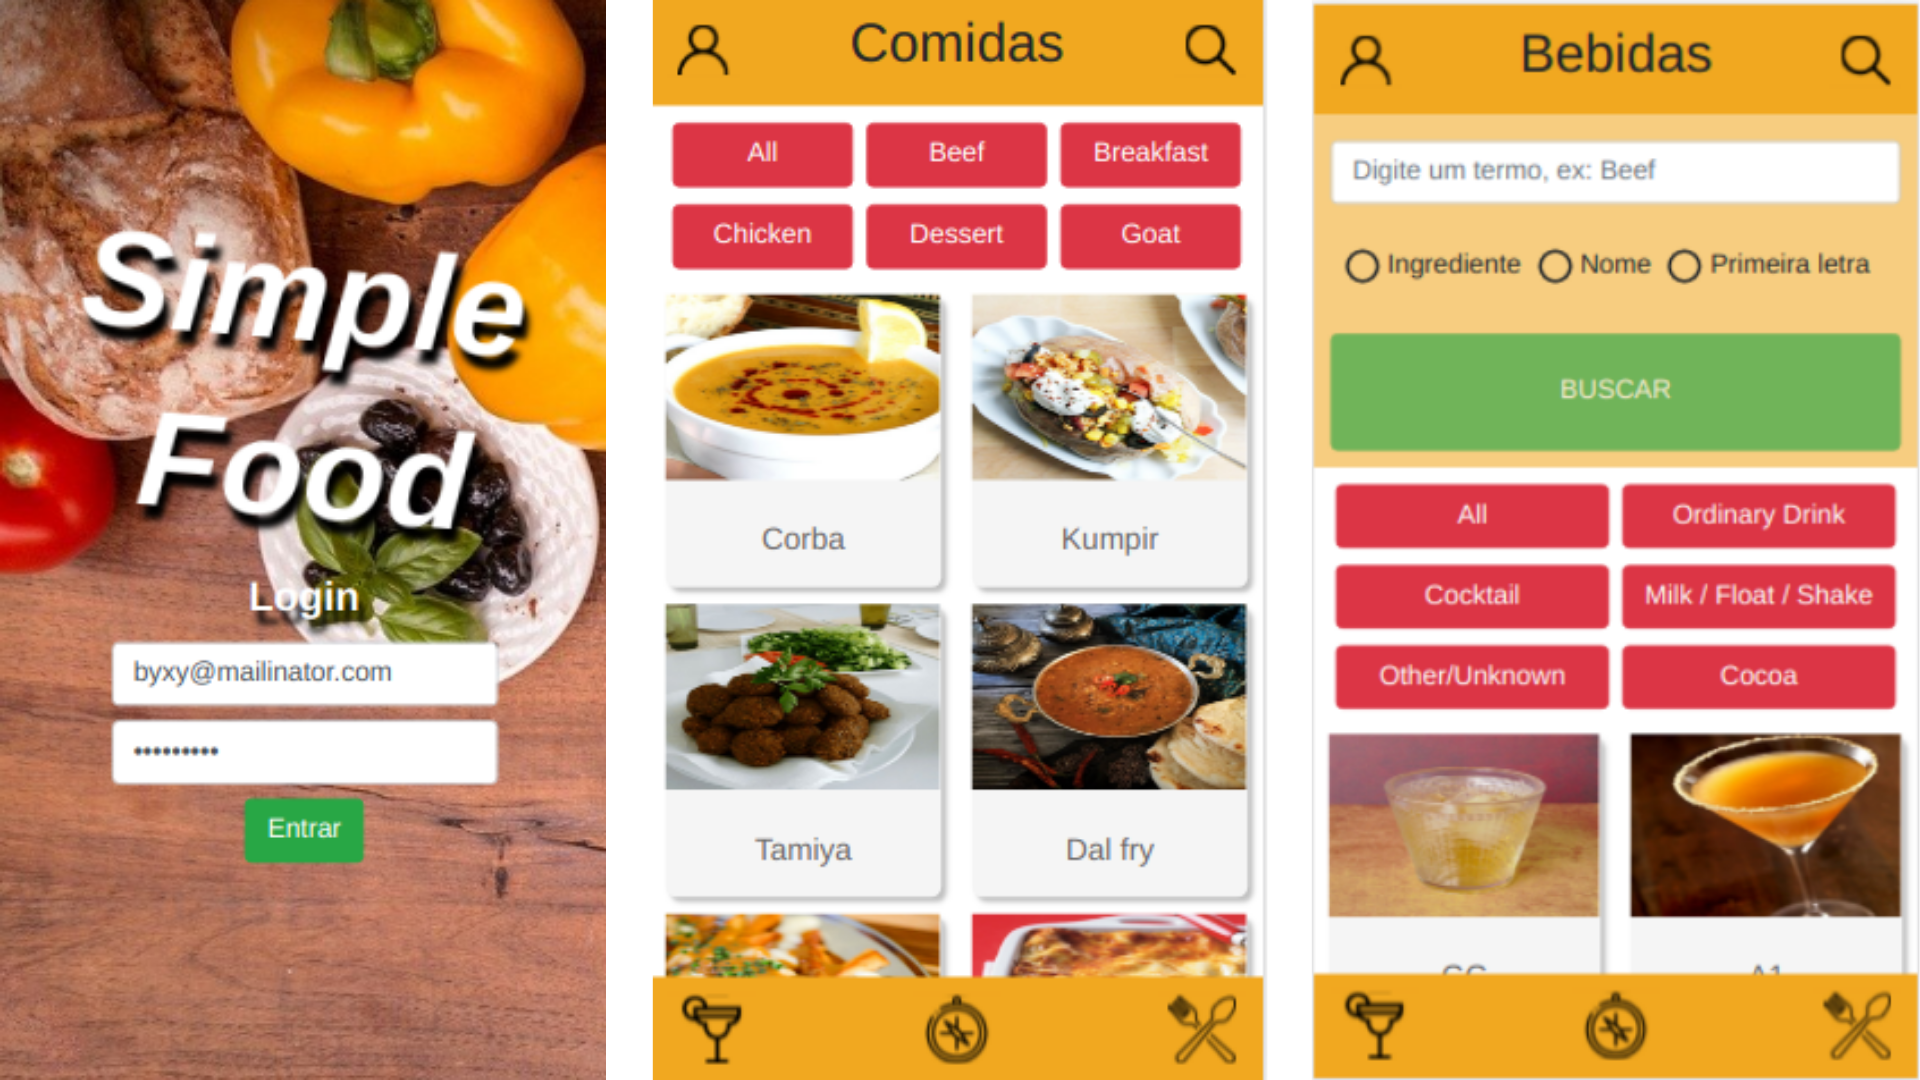 Simple
Food
Login
byxy@mailinator.com
•••••••••
Entrar
Comidas
All Beef Breakfast
Chicken Dessert Goat
Corba Kumpir
Tamiya Dal fry
Bebidas
Digite um termo, ex: Beef
Ingrediente Nome Primeira letra
BUSCAR
All Ordinary Drink
Cocktail Milk / Float / Shake
Other/Unknown Cocoa
A1